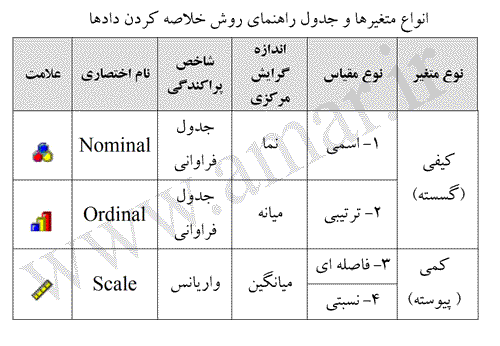 انواع متغیرها و جدول راهنمای روش خلاصه کردن دادها
نوع متغیر
نوع مقیاس
اندازه
گرایش
مرکزی
شاخص
پراکندگی
نام اختصاری
علامت
کیفی
(گسسته)
۱- اسمی
نما
جدول
فراوانی
Nominal
۲- ترتیبی
میانه
جدول
فراوانی
Ordinal
کمی
( پیوسته)
۳- فاصله ای
۴- نسبتی
میانگین
واریانس
Scale
www.amar.ir